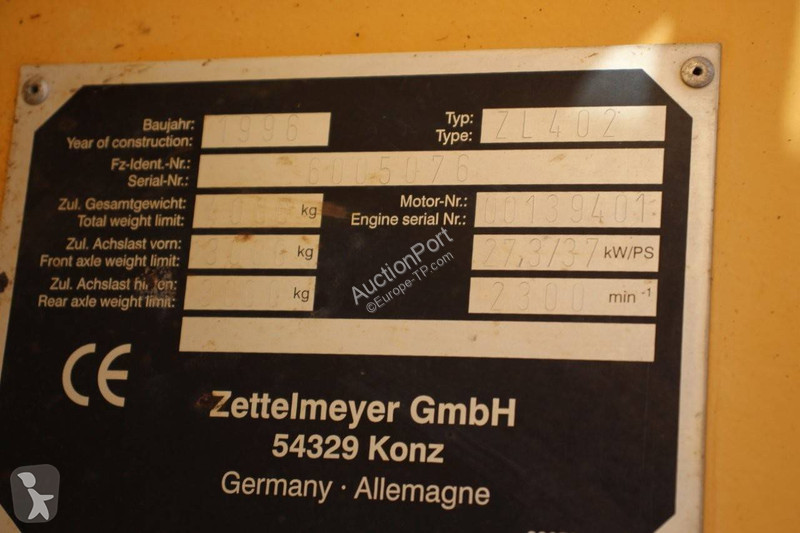 Baujahr:
Year of construction: 1996
Typ:
Type: ZL402
Fz-Ident.-Nr.:
Serial-Nr.: 6005076
Zul. Gesamtgewicht:
Total weight limit: kg
Motor-Nr.:
Engine serial Nr.: 00139401
Zul. Achslast vorn:
Front axle weight limit: kg
27,3/37 kW/PS
Zul. Achslast hinten:
Rear axle weight limit: kg
2300 min -1
AuctionPort
©Europe-TP.com
CE
Zettelmeyer GmbH
54329 Konz
Germany · Allemagne